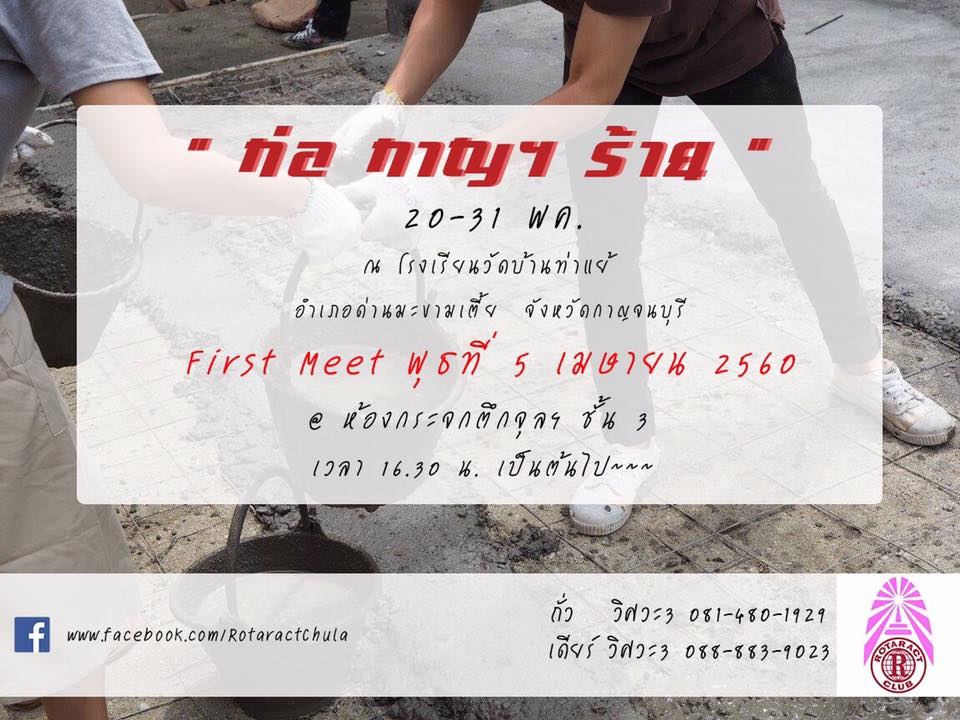 " ก่อ กาญฯ ร้าย "
20-31 พค.
ณ โรงเรียนวัดบ้านท่าแย้
อำเภอด่านมะขามเตี้ย จังหวัดกาญจนบุรี
First Meet พุธที่ 5 เมษายน 2560
@ ห้องกระจกตึกจุลฯ ชั้น 3
เวลา 16.30 น. เป็นต้นไป~~~
www.facebook.com/RotaractChula
ถั่ว วิศวะ3 081-480-1929
เดียร์ วิศวะ3 088-883-9023
ROTARACT
R
CLUB